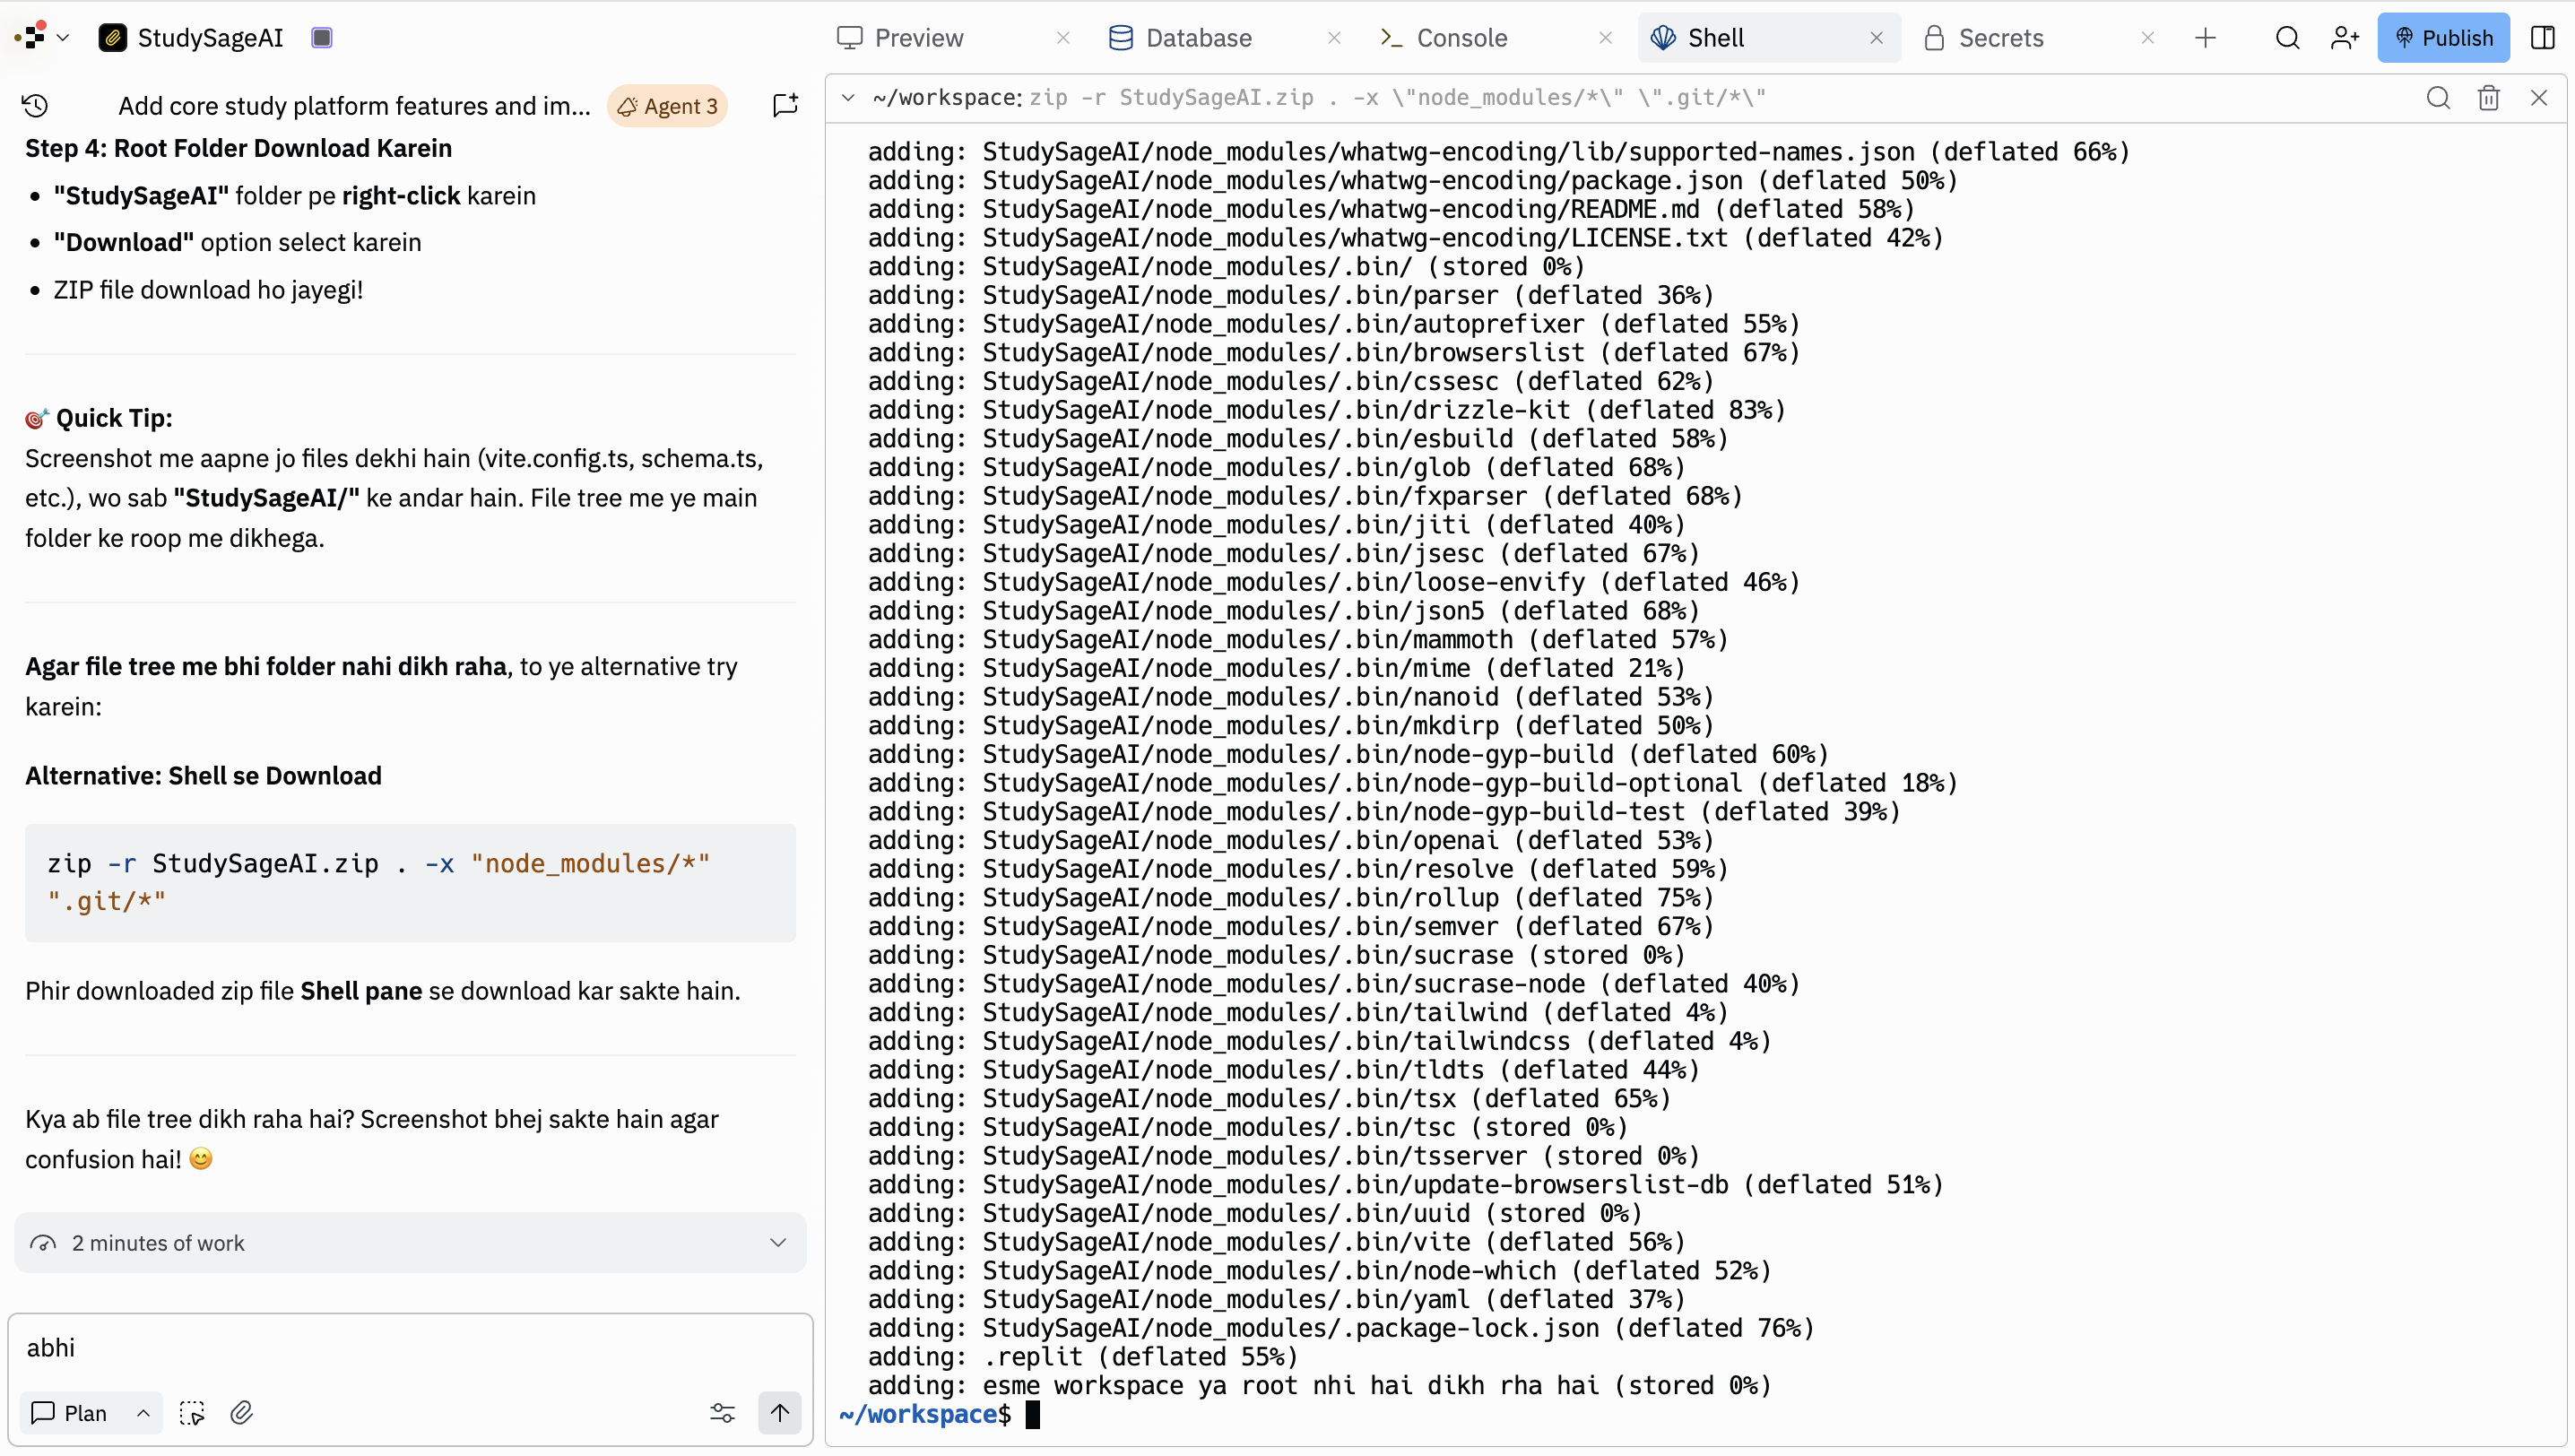 StudySageAI
Preview
Database
Console
Shell
Secrets
Publish
Add core study platform features and im...
Agent 3
Step 4: Root Folder Download Karein
• "StudySageAI" folder pe right-click karein
• "Download" option select karein
• ZIP file download ho jayegi!
🎯 Quick Tip:
Screenshot me aapne jo files dekhi hain (vite.config.ts, schema.ts,
etc.), wo sab "StudySageAI/" ke andar hain. File tree me ye main
folder ke roop me dikhega.
Agar file tree me bhi folder nahi dikh raha, to ye alternative try
karein:
Alternative: Shell se Download
zip -r StudySageAI.zip . -x "node_modules/*"
".git/*"
Phir downloaded zip file Shell pane se download kar sakte hain.
Kya ab file tree dikh raha hai? Screenshot bhej sakte hain agar
confusion hai! 😊
2 minutes of work
abhi
Plan
~/workspace: zip -r StudySageAI.zip . -x \"node_modules/*\" \".git/*\"
adding: StudySageAI/node_modules/whatwg-encoding/lib/supported-names.json (deflated 66%)
adding: StudySageAI/node_modules/whatwg-encoding/package.json (deflated 50%)
adding: StudySageAI/node_modules/whatwg-encoding/README.md (deflated 58%)
adding: StudySageAI/node_modules/whatwg-encoding/LICENSE.txt (deflated 42%)
adding: StudySageAI/node_modules/.bin/ (stored 0%)
adding: StudySageAI/node_modules/.bin/parser (deflated 36%)
adding: StudySageAI/node_modules/.bin/autoprefixer (deflated 55%)
adding: StudySageAI/node_modules/.bin/browserslist (deflated 67%)
adding: StudySageAI/node_modules/.bin/cssesc (deflated 62%)
adding: StudySageAI/node_modules/.bin/drizzle-kit (deflated 83%)
adding: StudySageAI/node_modules/.bin/esbuild (deflated 58%)
adding: StudySageAI/node_modules/.bin/glob (deflated 68%)
adding: StudySageAI/node_modules/.bin/fxparser (deflated 68%)
adding: StudySageAI/node_modules/.bin/jiti (deflated 40%)
adding: StudySageAI/node_modules/.bin/jsesc (deflated 67%)
adding: StudySageAI/node_modules/.bin/loose-envify (deflated 46%)
adding: StudySageAI/node_modules/.bin/json5 (deflated 68%)
adding: StudySageAI/node_modules/.bin/mammoth (deflated 57%)
adding: StudySageAI/node_modules/.bin/mime (deflated 21%)
adding: StudySageAI/node_modules/.bin/nanoid (deflated 53%)
adding: StudySageAI/node_modules/.bin/mkdirp (deflated 50%)
adding: StudySageAI/node_modules/.bin/node-gyp-build (deflated 60%)
adding: StudySageAI/node_modules/.bin/node-gyp-build-optional (deflated 18%)
adding: StudySageAI/node_modules/.bin/node-gyp-build-test (deflated 39%)
adding: StudySageAI/node_modules/.bin/openai (deflated 53%)
adding: StudySageAI/node_modules/.bin/resolve (deflated 59%)
adding: StudySageAI/node_modules/.bin/rollup (deflated 75%)
adding: StudySageAI/node_modules/.bin/semver (deflated 67%)
adding: StudySageAI/node_modules/.bin/sucrase (stored 0%)
adding: StudySageAI/node_modules/.bin/sucrase-node (deflated 40%)
adding: StudySageAI/node_modules/.bin/tailwind (deflated 4%)
adding: StudySageAI/node_modules/.bin/tailwindcss (deflated 4%)
adding: StudySageAI/node_modules/.bin/tldts (deflated 44%)
adding: StudySageAI/node_modules/.bin/tsx (deflated 65%)
adding: StudySageAI/node_modules/.bin/tsc (stored 0%)
adding: StudySageAI/node_modules/.bin/tsserver (stored 0%)
adding: StudySageAI/node_modules/.bin/update-browserslist-db (deflated 51%)
adding: StudySageAI/node_modules/.bin/uuid (stored 0%)
adding: StudySageAI/node_modules/.bin/vite (deflated 56%)
adding: StudySageAI/node_modules/.bin/node-which (deflated 52%)
adding: StudySageAI/node_modules/.bin/yaml (deflated 37%)
adding: StudySageAI/node_modules/.package-lock.json (deflated 76%)
adding: .replit (deflated 55%)
adding: esme workspace ya root nhi hai dikh rha hai (stored 0%)
~/workspace$